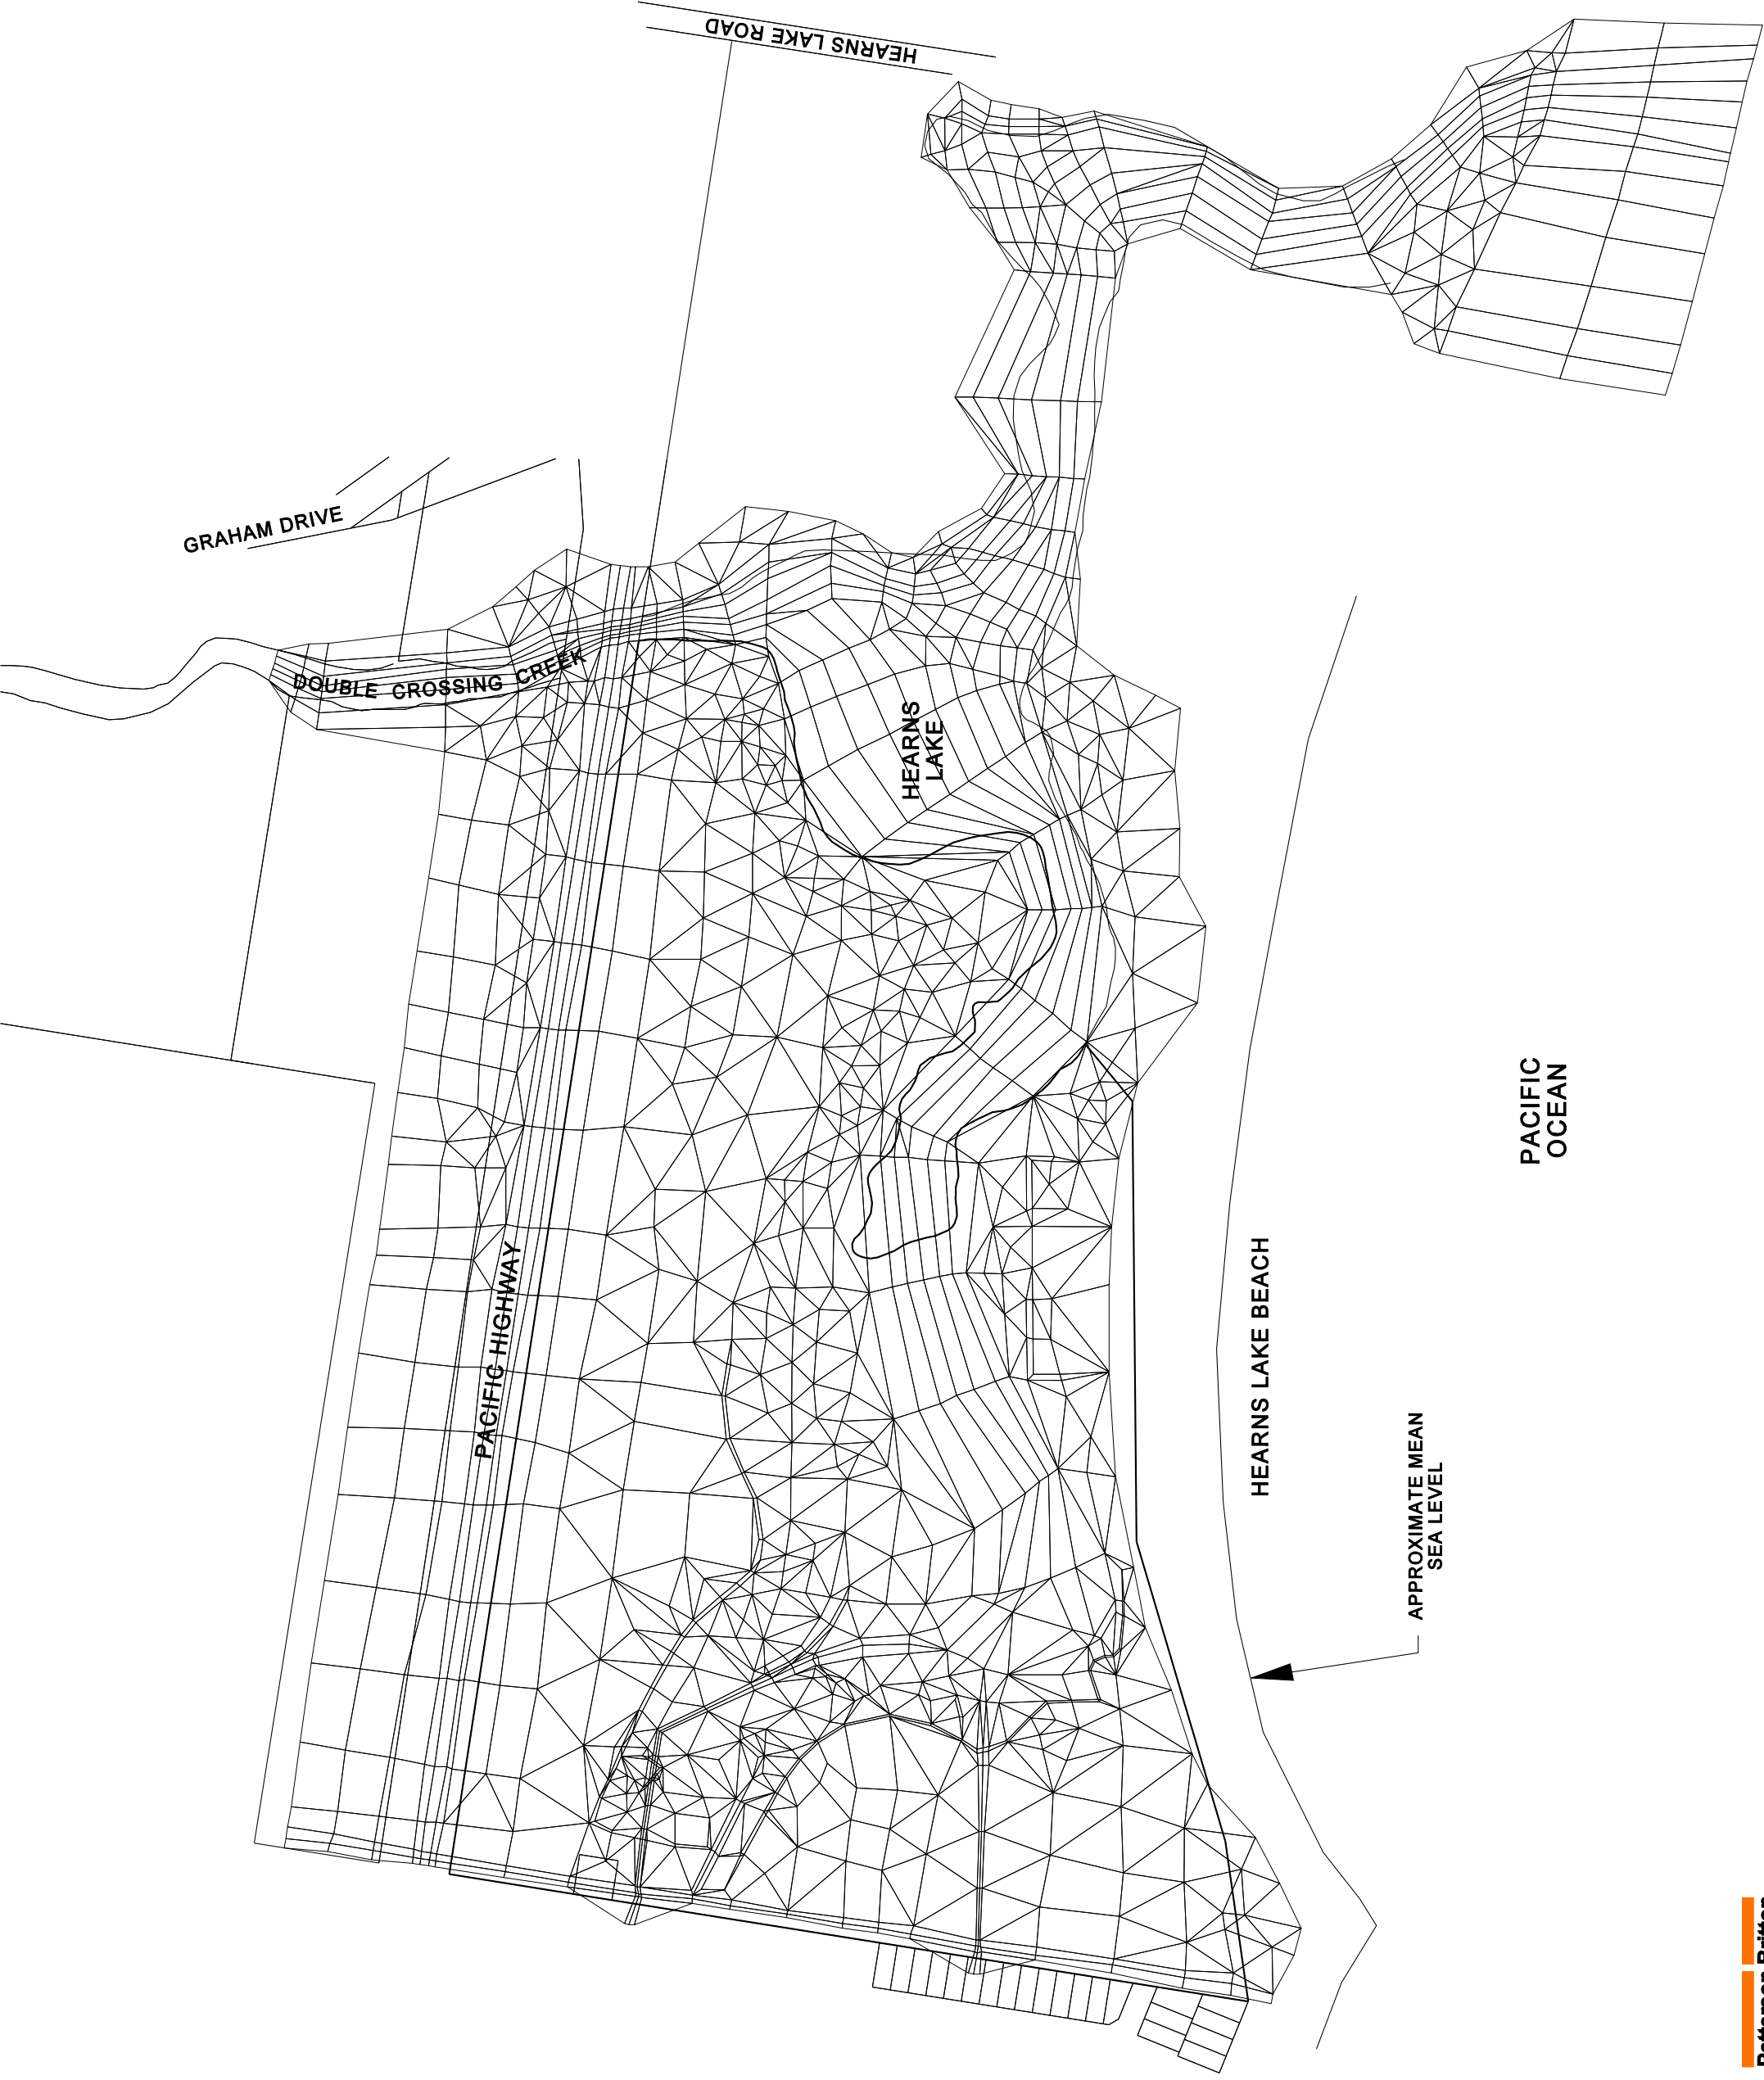 HEARNS LAKE ROAD
GRAHAM DRIVE
DOUBLE CROSSING CREEK
HEARNS
LAKE
PACIFIC
OCEAN
PACIFIC HIGHWAY
HEARNS LAKE BEACH
APPROXIMATE MEAN
SEA LEVEL